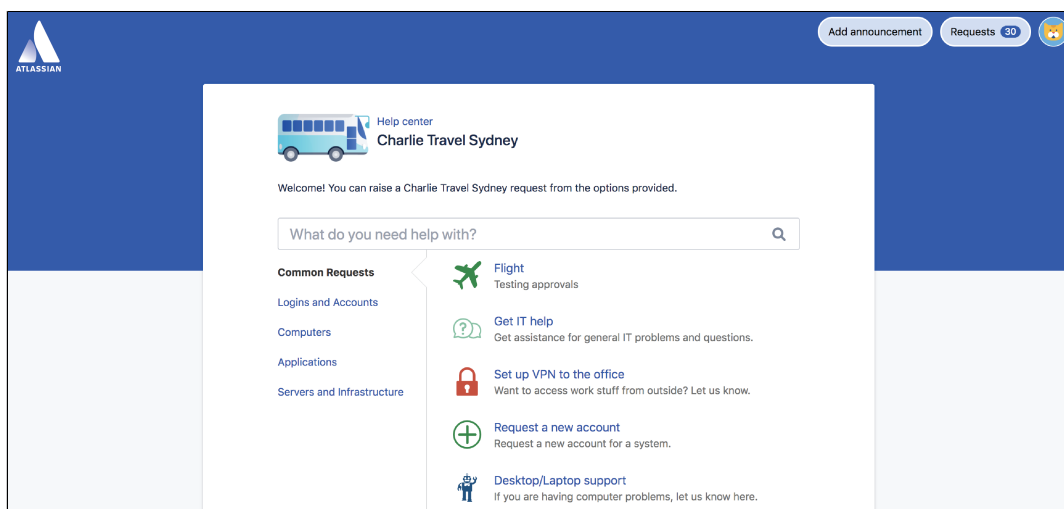 Add announcement
Requests 30
ATLASSIAN
Help center
Charlie Travel Sydney
Welcome! You can raise a Charlie Travel Sydney request from the options provided.
What do you need help with?
Common Requests
Logins and Accounts
Computers
Applications
Servers and Infrastructure
Flight
Testing approvals
Get IT help
Get assistance for general IT problems and questions.
Set up VPN to the office
Want to access work stuff from outside? Let us know.
Request a new account
Request a new account for a system.
Desktop/Laptop support
If you are having computer problems, let us know here.